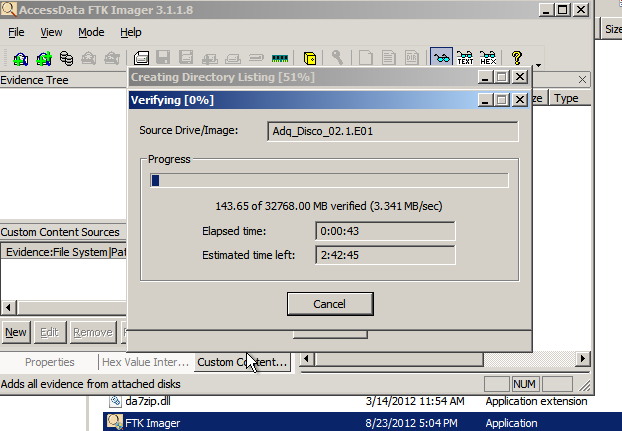 AccessData FTK Imager 3.1.1.8
File View Mode Help
Size
TEXT HEX
Evidence Tree
Creating Directory Listing [51%]
Verifying [0%]
Type
Source Drive/Image: Adq_Disco_02.1.E01
Progress
143.65 of 32768.00 MB verified (3.341 MB/sec)
Elapsed time: 0:00:43
Estimated time left: 2:42:45
Cancel
Custom Content Sources
Evidence:File System|Pat
New Edit Remove
Properties Hex Value Inter... Custom Content...
Adds all evidence from attached disks NUM
da7zip.dll 3/14/2012 11:54 AM Application extension
FTK Imager 8/23/2012 5:04 PM Application